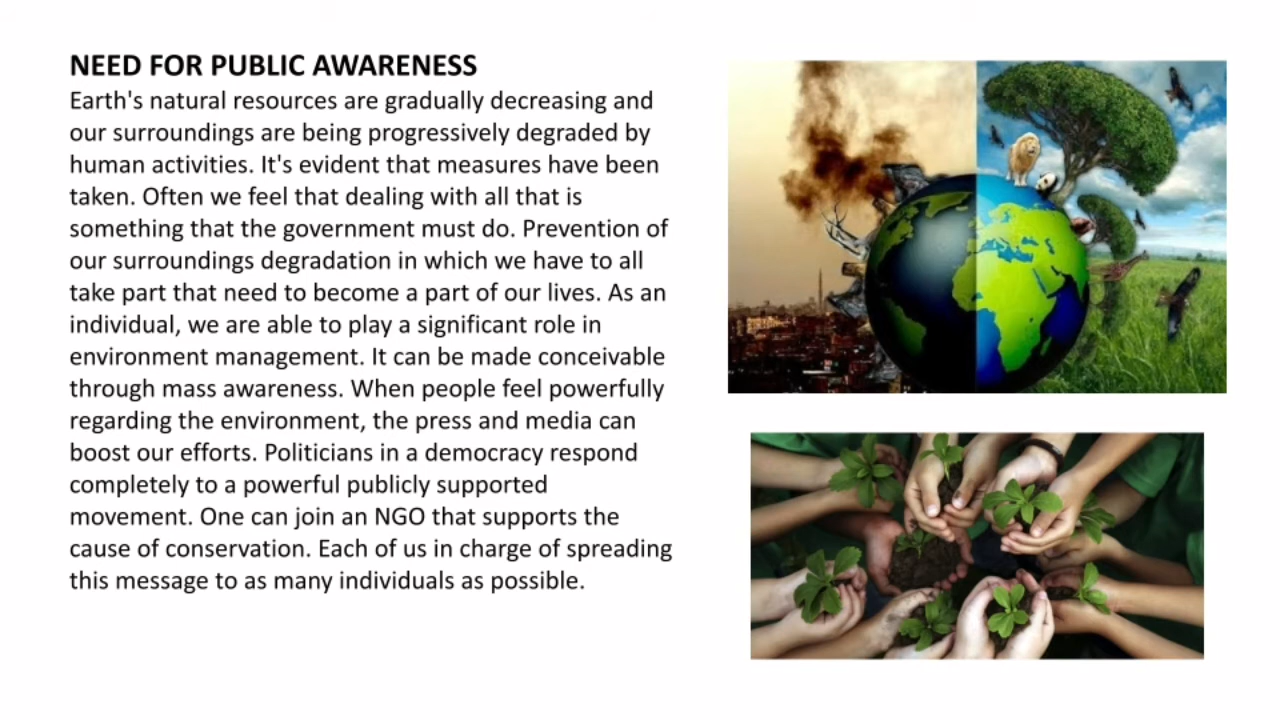 NEED FOR PUBLIC AWARENESS
Earth's natural resources are gradually decreasing and
our surroundings are being progressively degraded by
human activities. It's evident that measures have been
taken. Often we feel that dealing with all that is
something that the government must do. Prevention of
our surroundings degradation in which we have to all
take part that need to become a part of our lives. As an
individual, we are able to play a significant role in
environment management. It can be made conceivable
through mass awareness. When people feel powerfully
regarding the environment, the press and media can
boost our efforts. Politicians in a democracy respond
completely to a powerful publicly supported
movement. One can join an NGO that supports the
cause of conservation. Each of us in charge of spreading
this message to as many individuals as possible.